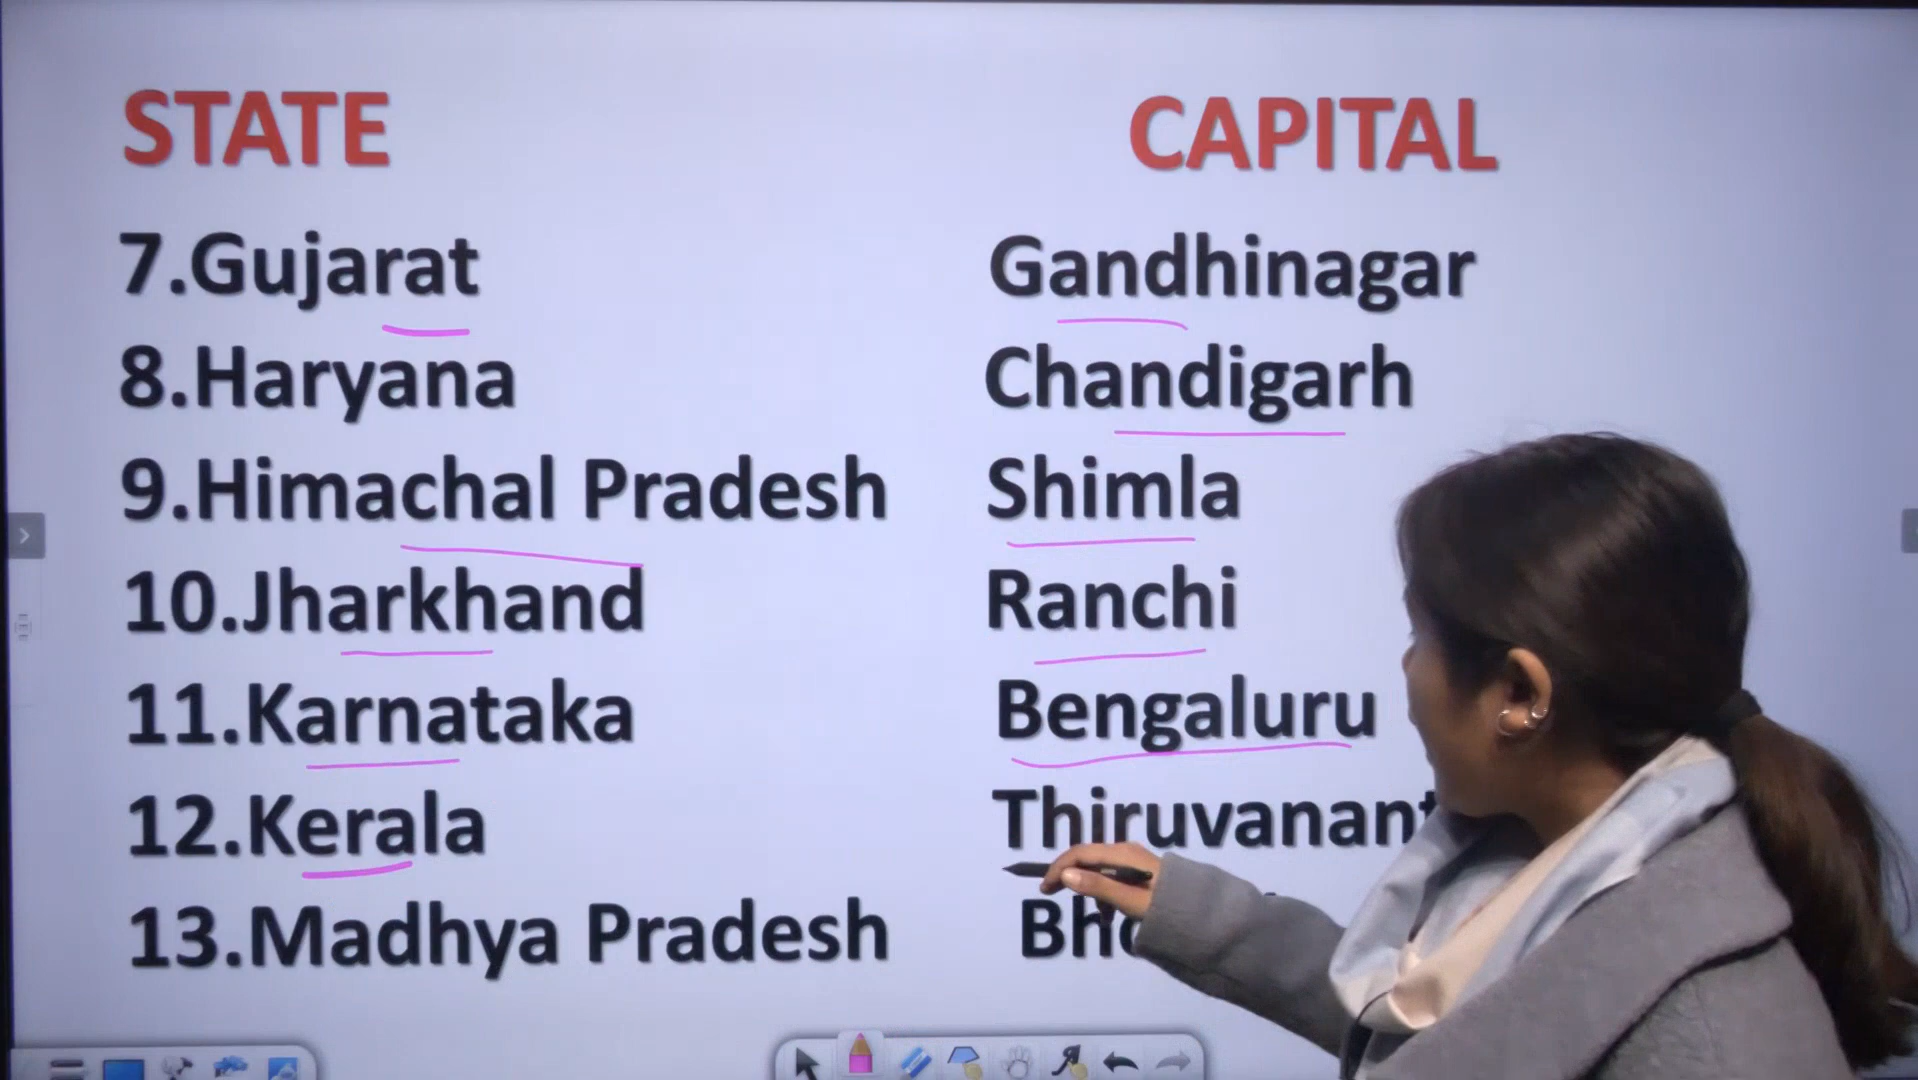 STATE CAPITAL
7.Gujarat Gandhinagar
8.Haryana Chandigarh
9.Himachal Pradesh Shimla
10.Jharkhand Ranchi
11.Karnataka Bengaluru
12.Kerala
13.Madhya Pradesh